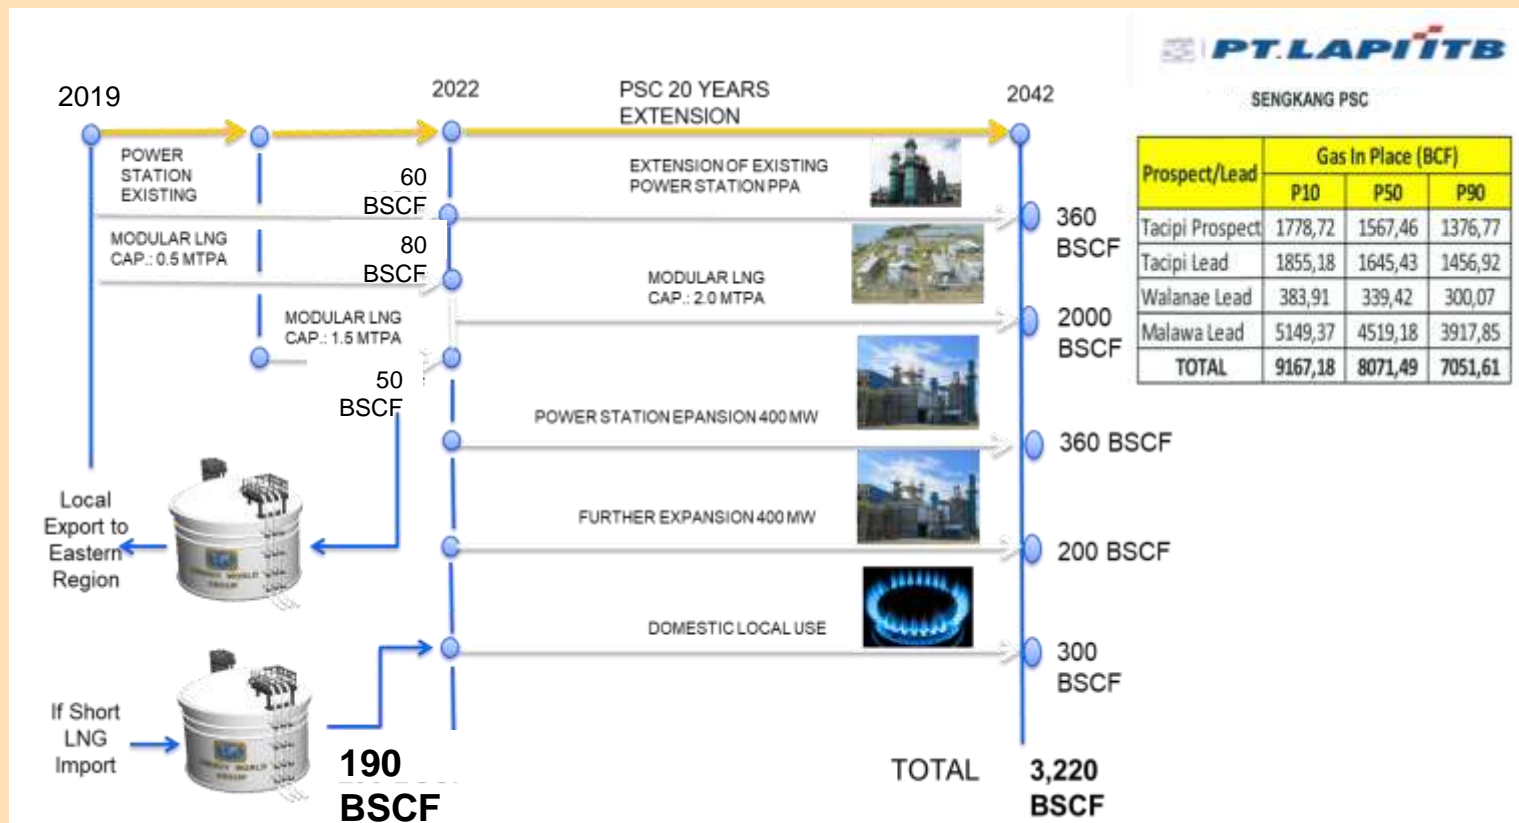 PT.LAPI ITB
SENGKANG PSC
2019
2022
PSC 20 YEARS
EXTENSION
2042
POWER
STATION
EXISTING
60
BSCF
EXTENSION OF EXISTING
POWER STATION PPA
360
BSCF
MODULAR LNG
CAP.: 0.5 MTPA
80
BSCF
MODULAR LNG
CAP.: 2.0 MTPA
2000
BSCF
MODULAR LNG
CAP.: 1.5 MTPA
50
BSCF
POWER STATION EPANSION 400 MW
360 BSCF
FURTHER EXPANSION 400 MW
200 BSCF
DOMESTIC LOCAL USE
300
BSCF
Local
Export to
Eastern
Region
If Short
LNG
Import
190
BSCF
TOTAL
3,220
BSCF
Prospect/Lead Gas In Place (BCF)
P10 P50 P90
Tacipi Prospect 1778,72 1567,46 1376,77
Tacipi Lead 1855,18 1645,43 1456,92
Walanae Lead 383,91 339,42 300,07
Malawa Lead 5149,37 4519,18 3917,85
TOTAL 9167,18 8071,49 7051,61